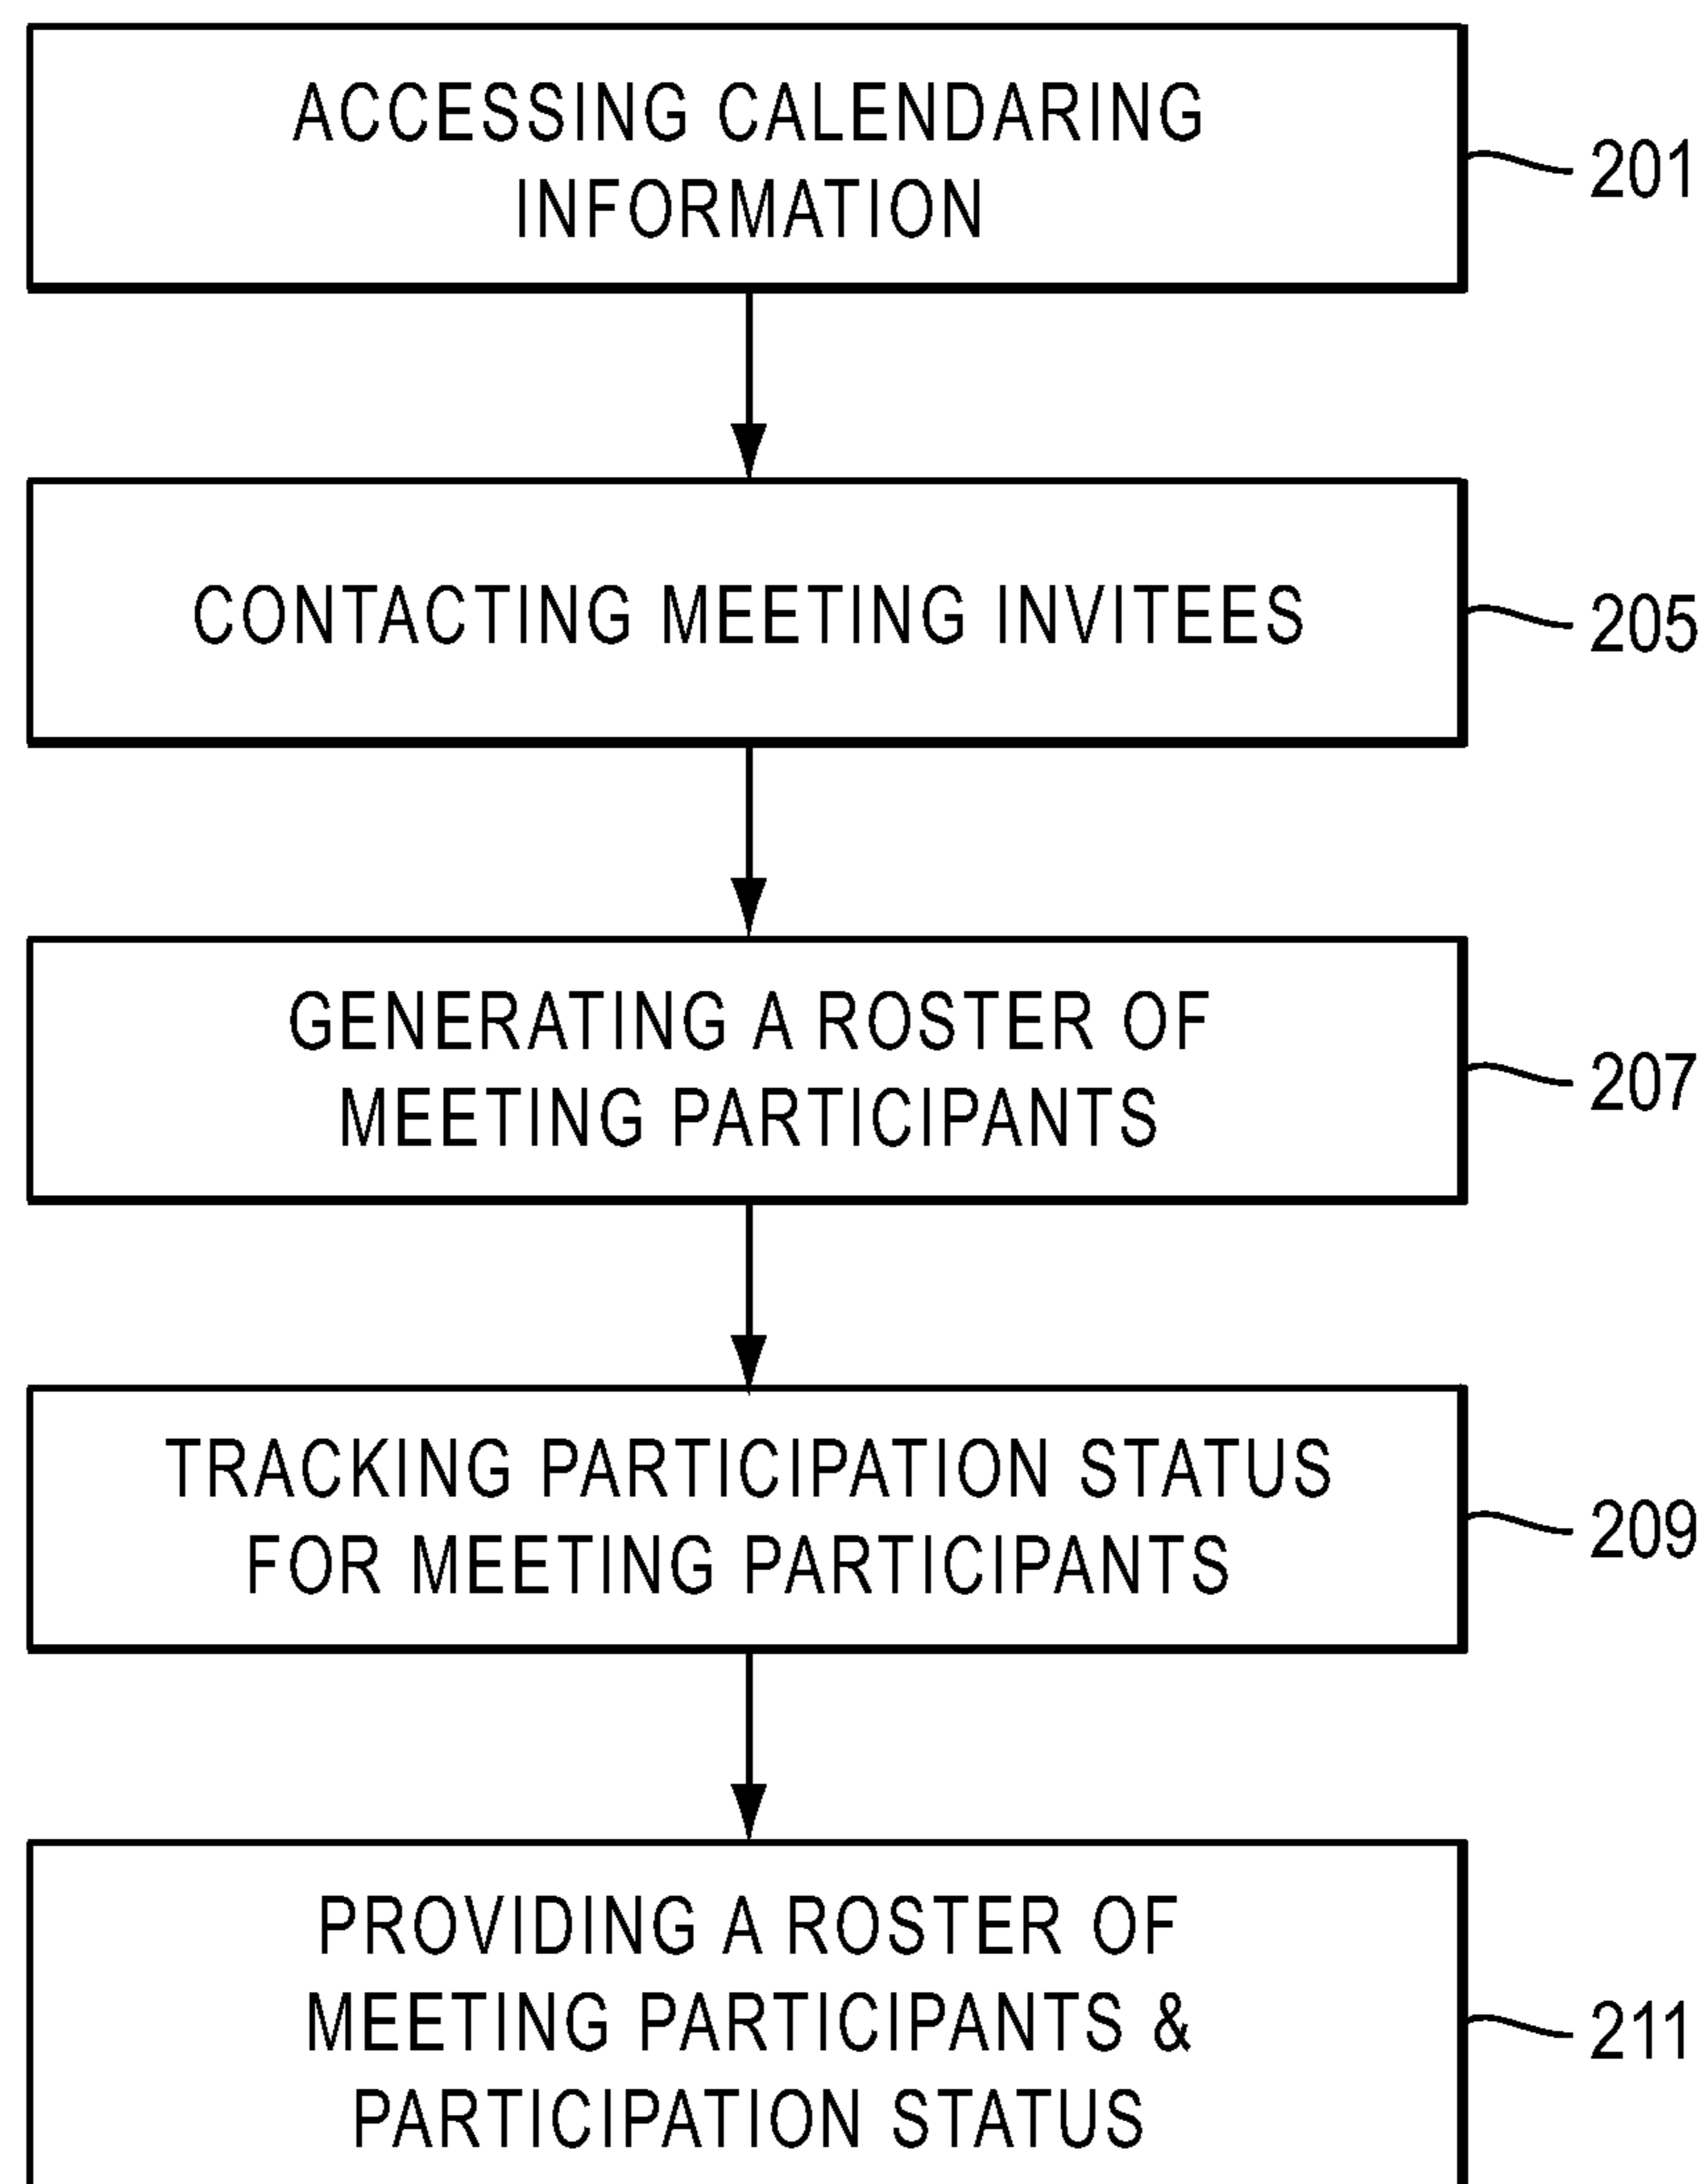 ACCESSING CALENDARING
INFORMATION
201
CONTACTING MEETING INVITEES
205
GENERATING A ROSTER OF
MEETING PARTICIPANTS
207
TRACKING PARTICIPATION STATUS
FOR MEETING PARTICIPANTS
209
PROVIDING A ROSTER OF
MEETING PARTICIPANTS &
PARTICIPATION STATUS
211